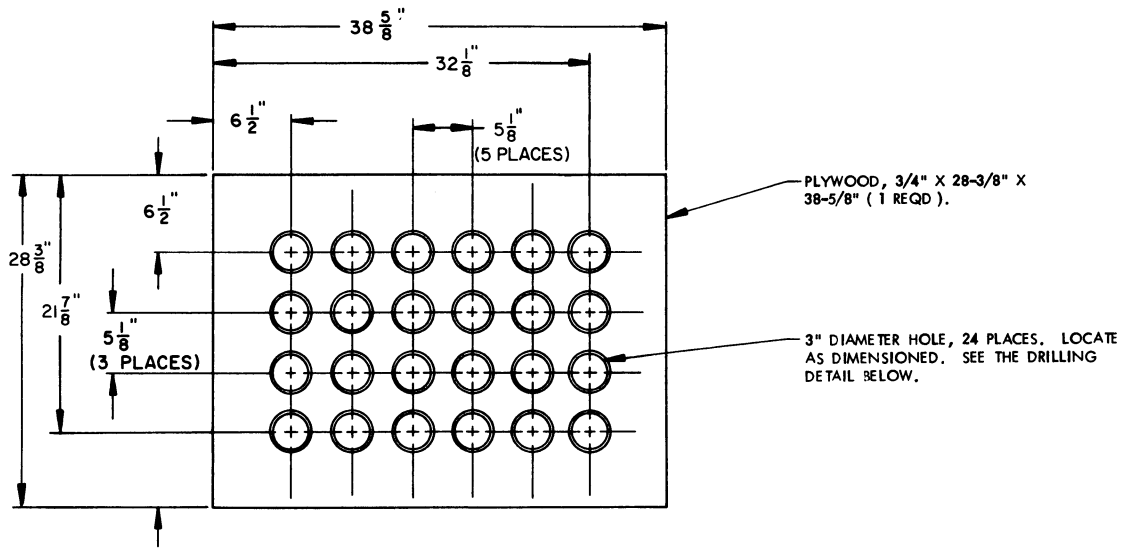 38 5/8"
32 1/8"
6 1/2"
5 1/8"
(5 PLACES)
6 1/2"
28 3/8"
21 7/8"
5 1/8"
(3 PLACES)
PLYWOOD, 3/4" X 28-3/8" X
38-5/8" ( 1 REQD ).
3" DIAMETER HOLE, 24 PLACES. LOCATE
AS DIMENSIONED. SEE THE DRILLING
DETAIL BELOW.